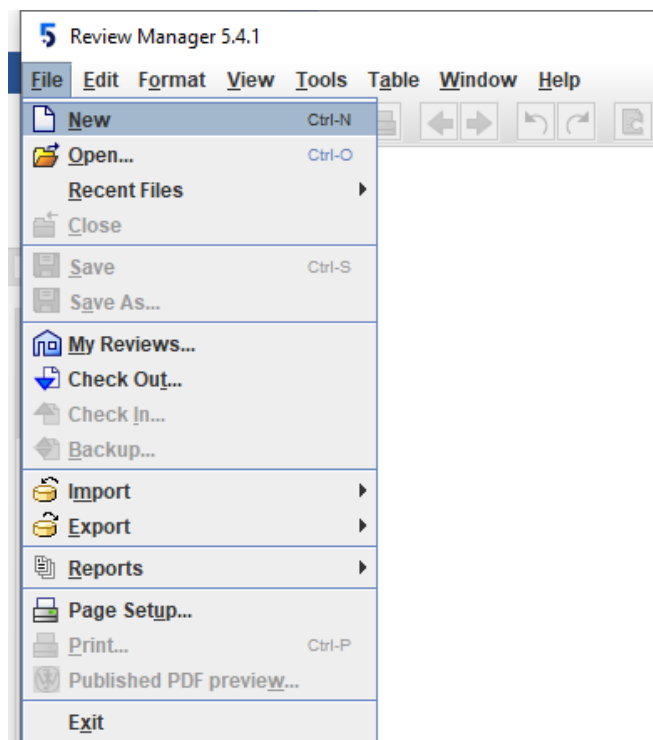 5 Review Manager 5.4.1
File Edit Format View Tools Table Window Help
New Ctrl-N
Open... Ctrl-O
Recent Files
Close
Save Ctrl-S
Save As...
My Reviews...
Check Out...
Check In...
Backup...
Import
Export
Reports
Page Setup...
Print... Ctrl-P
Published PDF preview...
Exit